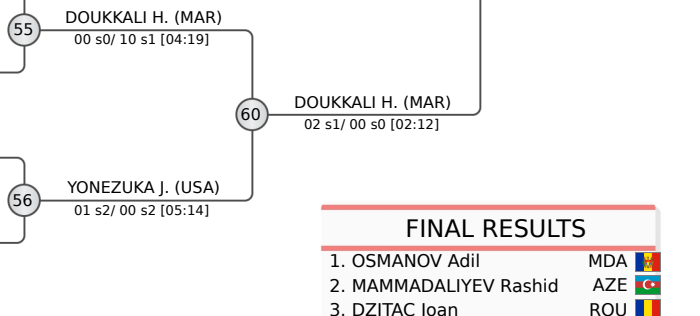 55
DOUKKALI H. (MAR)
00 s0/ 10 s1 [04:19]
60
DOUKKALI H. (MAR)
02 s1/ 00 s0 [02:12]
56
YONEZUKA J. (USA)
01 s2/ 00 s2 [05:14]
FINAL RESULTS
1. OSMANOV Adil MDA
2. MAMMADALIYEV Rashid AZE
3. DZITAC Ioan ROU